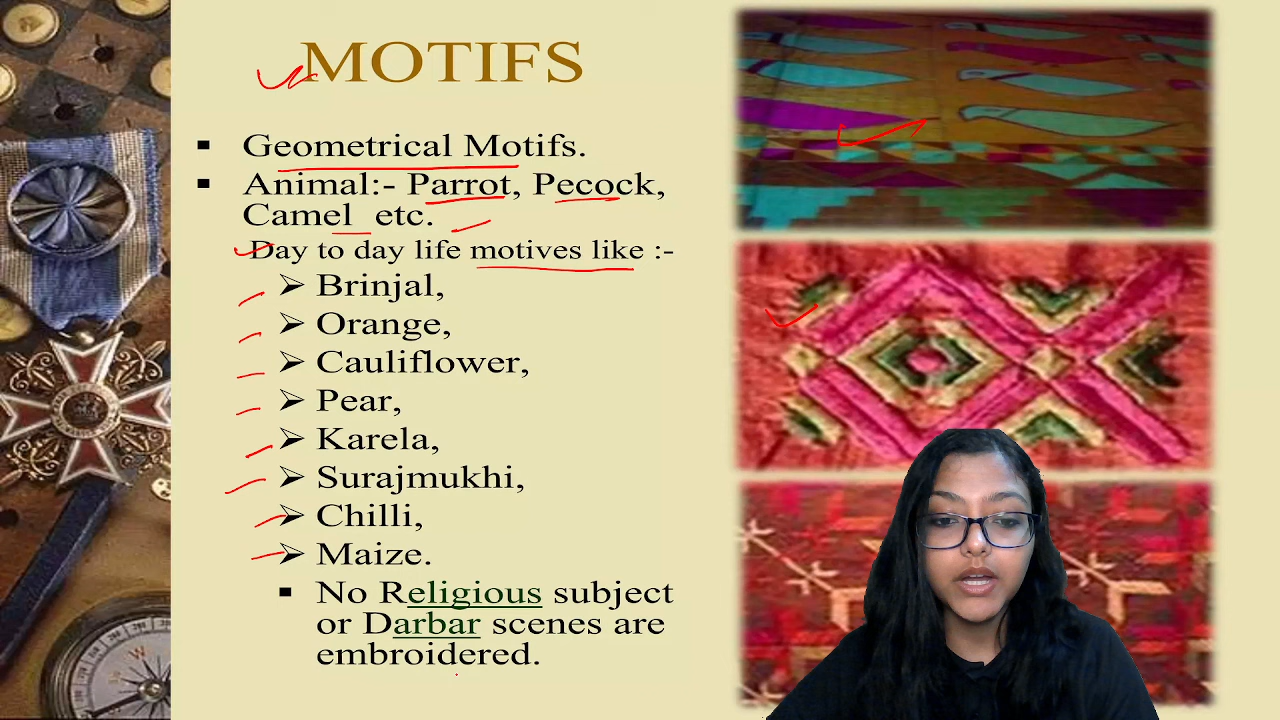 MOTIFS
▪ Geometrical Motifs.
▪ Animal:- Parrot, Pecock,
Camel etc.
Day to day life motives like :-
➢ Brinjal,
➢ Orange,
➢ Cauliflower,
➢ Pear,
➢ Karela,
➢ Surajmukhi,
➢ Chilli,
➢ Maize.
▪ No Religious subject
or Darbar scenes are
embroidered.